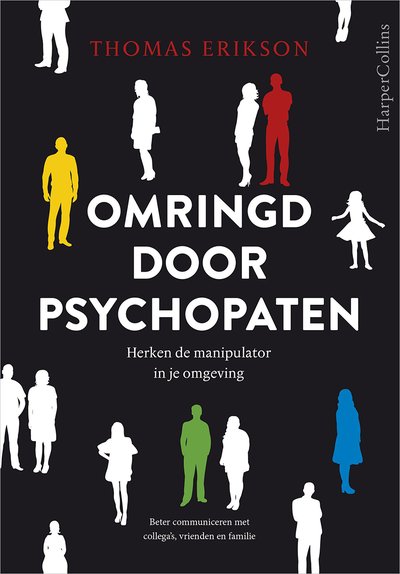 THOMAS ERIKSON
HarperCollins
OMRINGD
DOOR
PSYCHOPATEN
Herken de manipulator
in je omgeving
Beter communiceren met
collega's, vrienden en familie